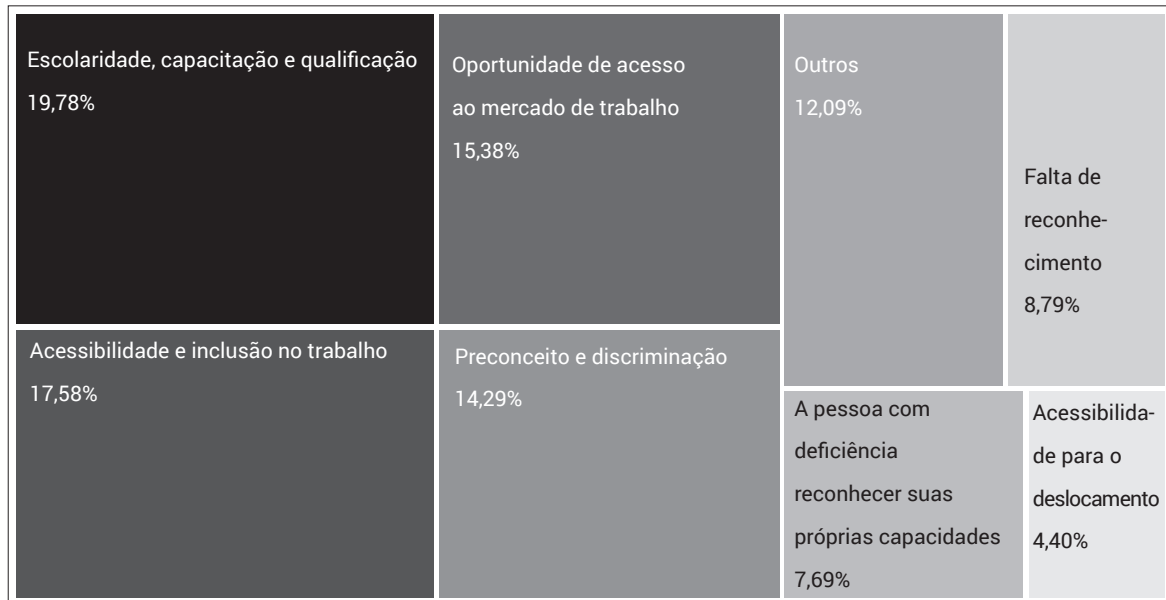 Escolaridade, capacitação e qualificação
19,78%
Oportunidade de acesso
ao mercado de trabalho
15,38%
Outros
12,09%
Falta de
reconhe-
cimento
8,79%
Acessibilidade e inclusão no trabalho
17,58%
Preconceito e discriminação
14,29%
A pessoa com
deficiência
reconhecer suas
próprias capacidades
7,69%
Acessibilida-
de para o
deslocamento
4,40%